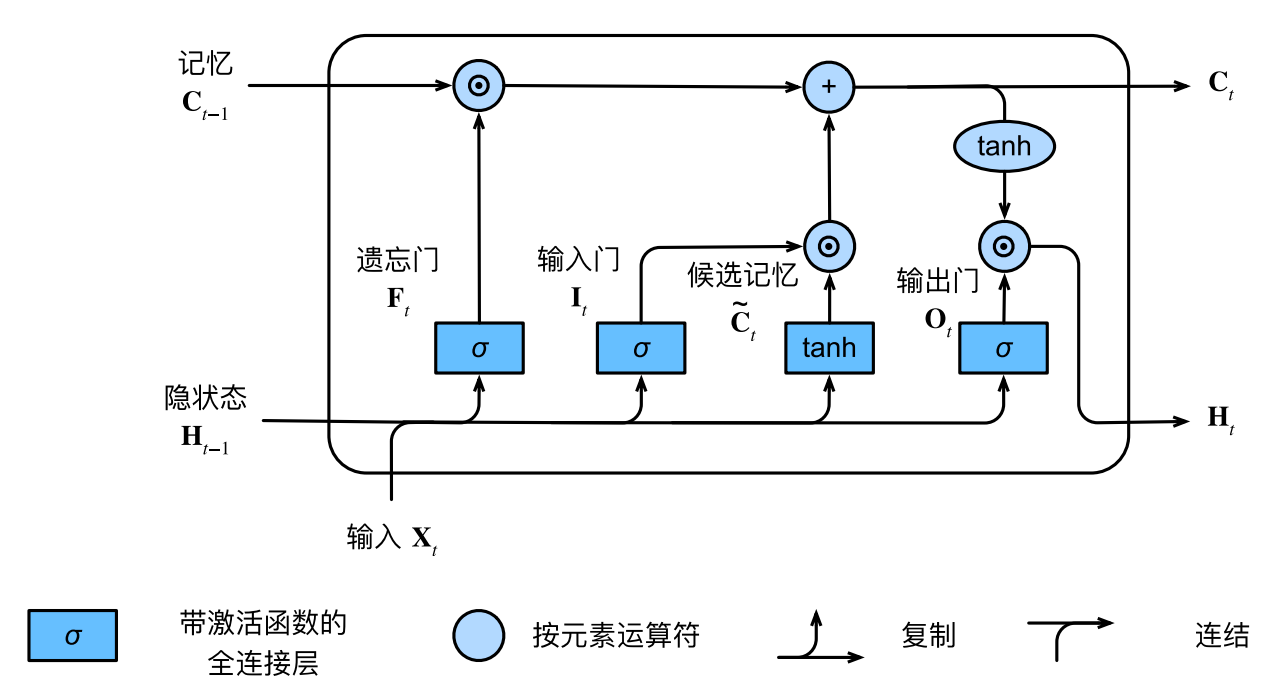 记忆
C_{t−1}
⊙
+
C_t
tanh
遗忘门
F_t
输入门
I_t
⊙
候选记忆
C̃_t
输出门
O_t
⊙
σ
σ
tanh
σ
隐状态
H_{t−1}
H_t
输入 X_t
σ
带激活函数的
全连接层
按元素运算符
复制
连结